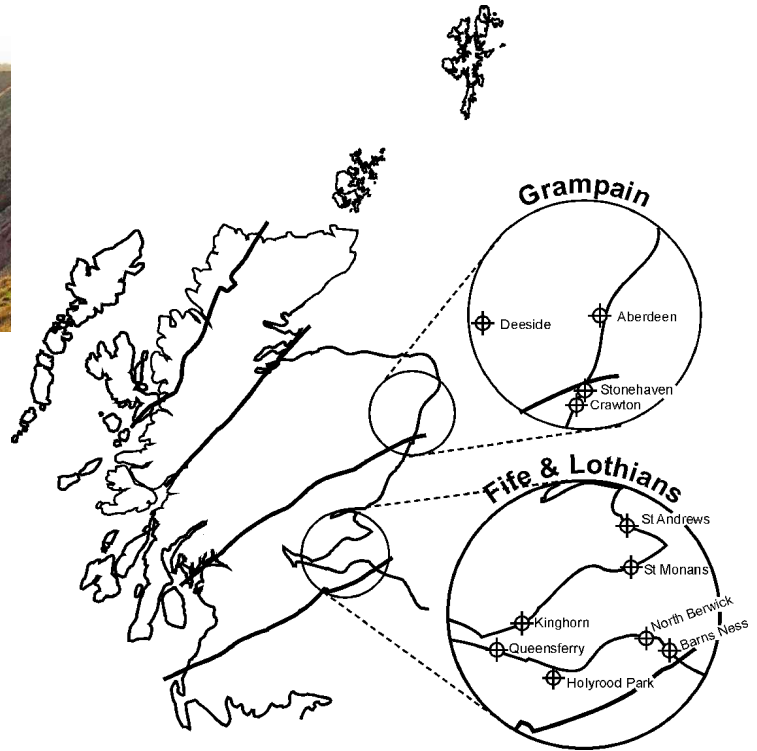 Grampain
Deeside
Aberdeen
Stonehaven
Crawton
Fife & Lothians
St Andrews
St Monans
Kinghorn
North Berwick
Barns Ness
Queensferry
Holyrood Park